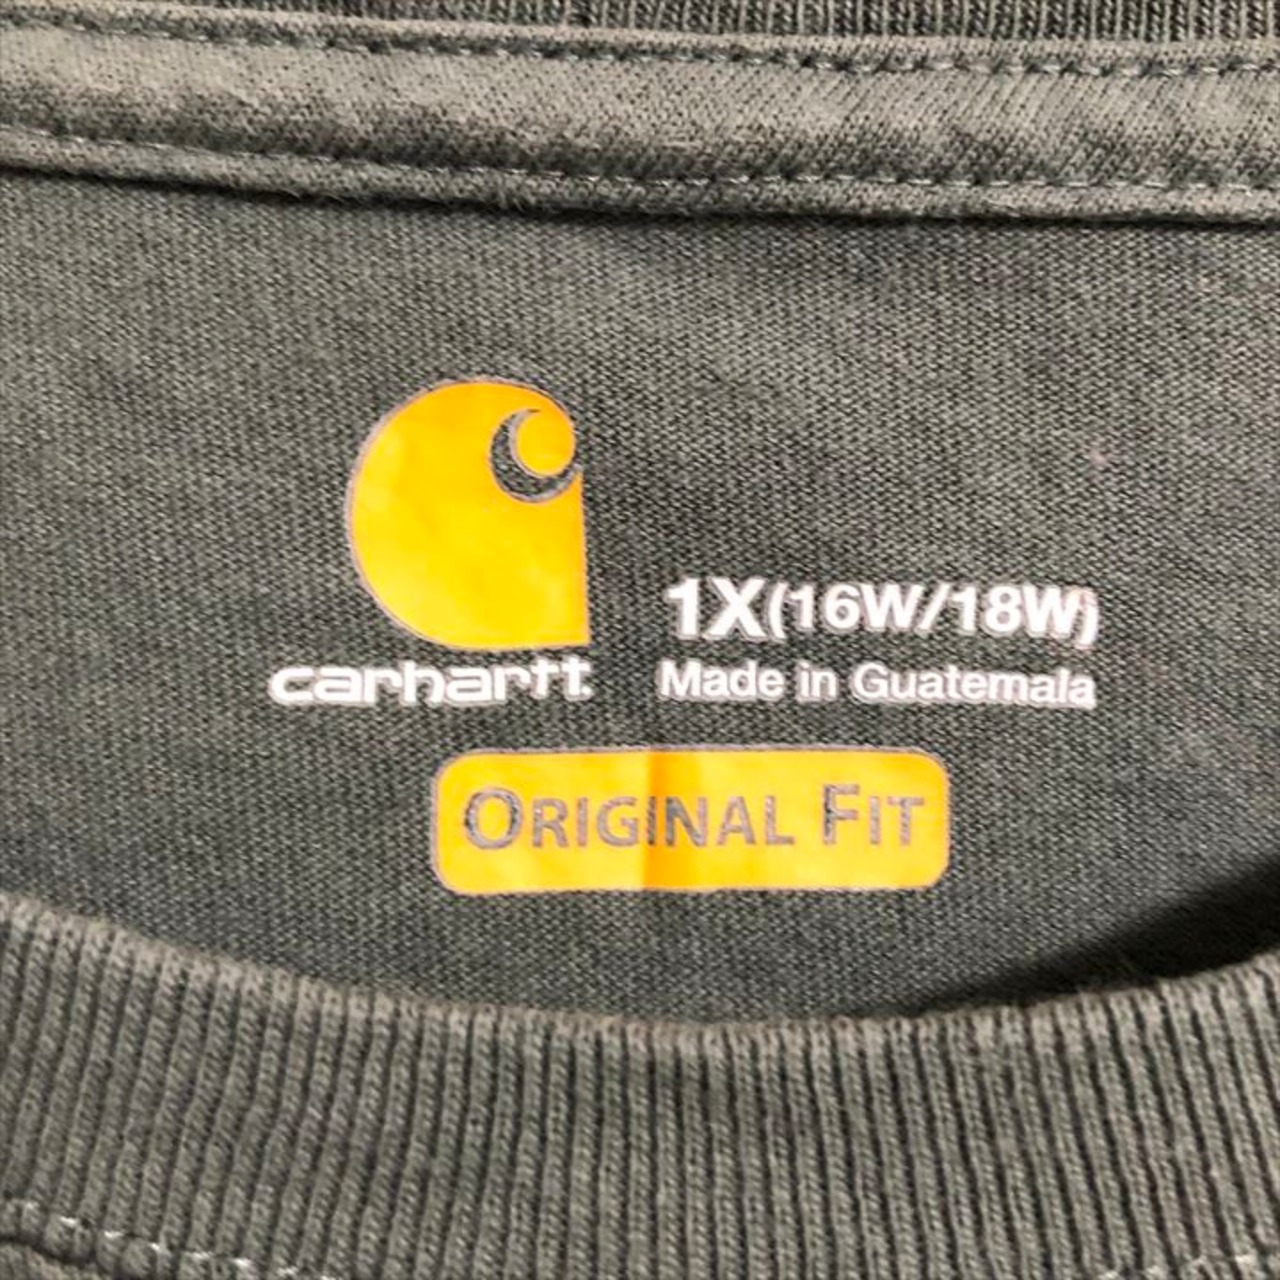 carhartt.
1X(16W/18W)
Made in Guatemala
ORIGINAL FIT